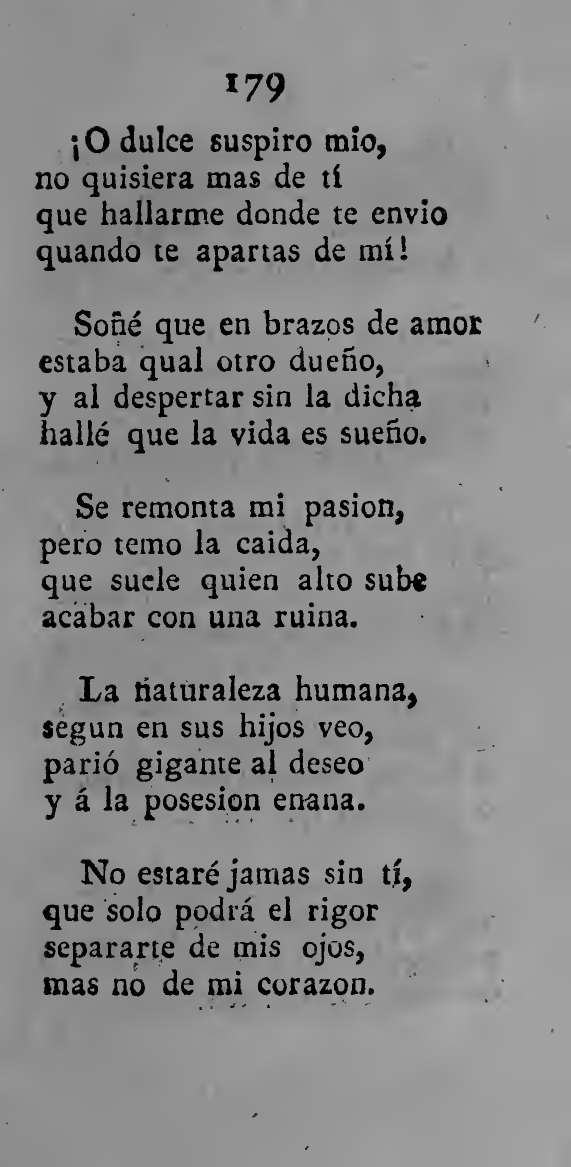 179
¡O dulce suspiro mio,
no quisiera mas de tí
que hallarme donde te envio
quando te apartas de mí!
Soñé que en brazos de amor
estaba qual otro dueño,
y al despertar sin la dicha
hallé que la vida es sueño.
Se remonta mi pasion,
pero temo la caida,
que suele quien alto sube
acabar con una ruina.
La naturaleza humana,
segun en sus hijos veo,
parió gigante al deseo
y á la posesion enana.
No estaré jamas sin tí,
que solo podrá el rigor
separarte de mis ojos,
mas no de mi corazon.